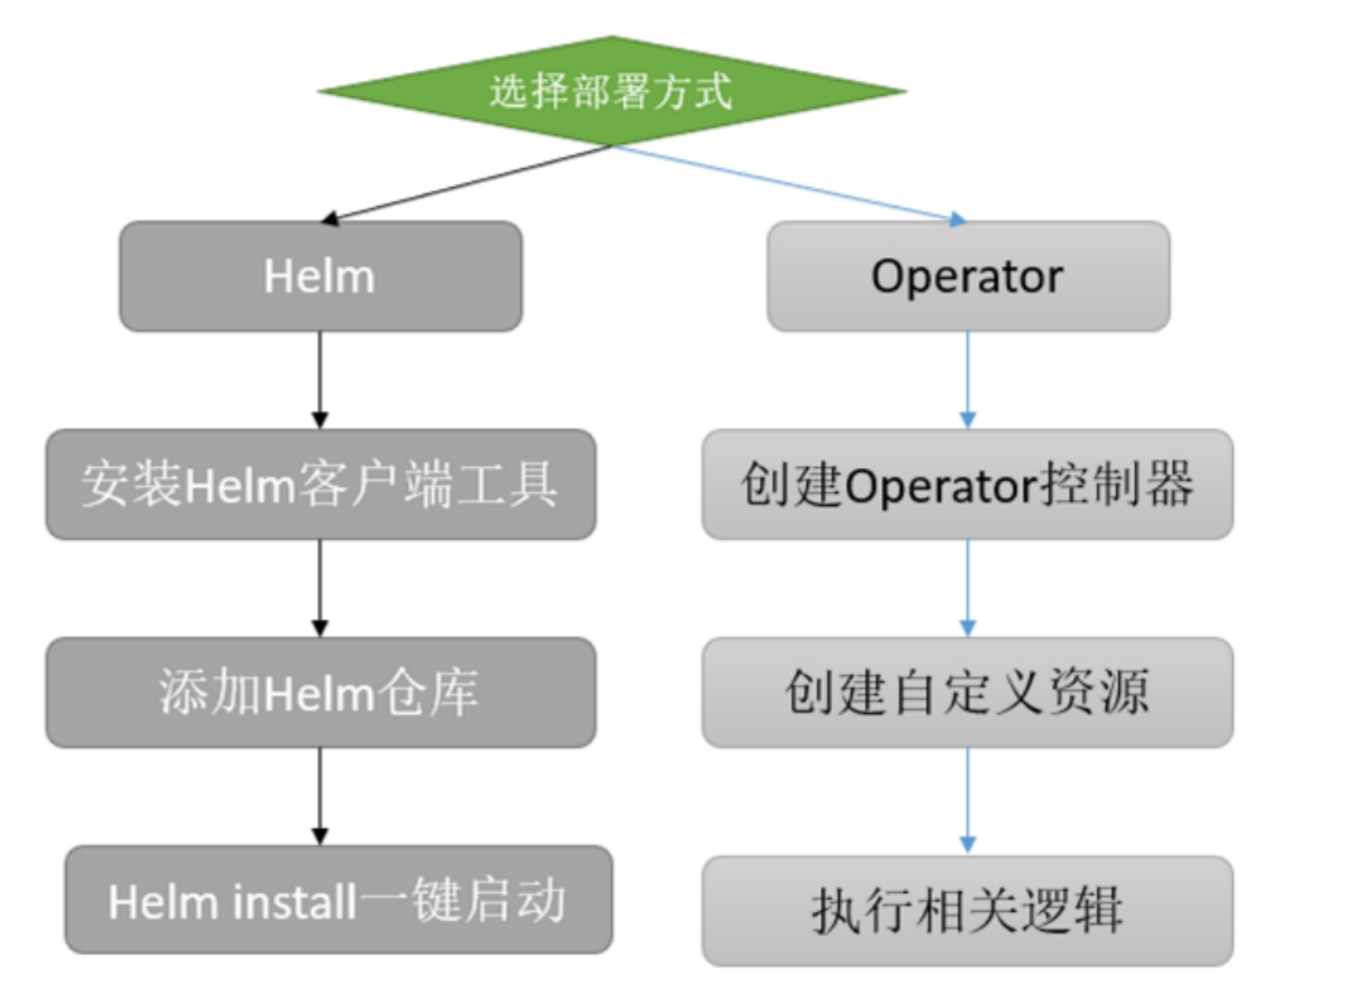 选择部署方式
Helm
Operator
安装Helm客户端工具
创建Operator控制器
添加Helm仓库
创建自定义资源
Helm install一键启动
执行相关逻辑